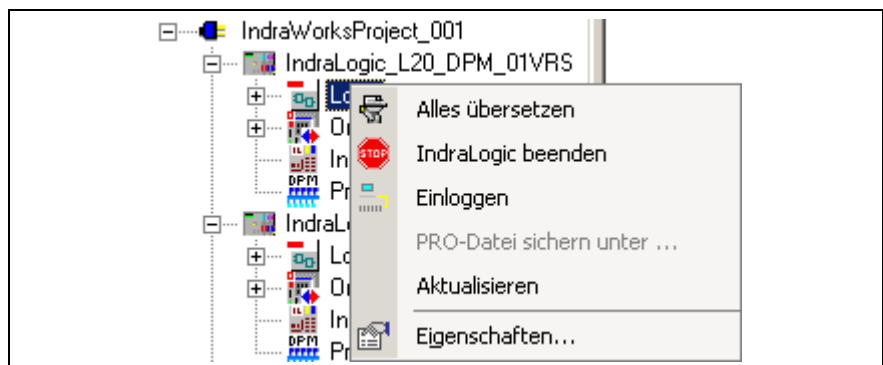 IndraWorksProject_001
IndraLogic_L20_DPM_01VRS
Alles übersetzen
STOP
IndraLogic beenden
DPM
Einloggen
PRO-Datei sichern unter ...
Aktualisieren
DPM
Eigenschaften...